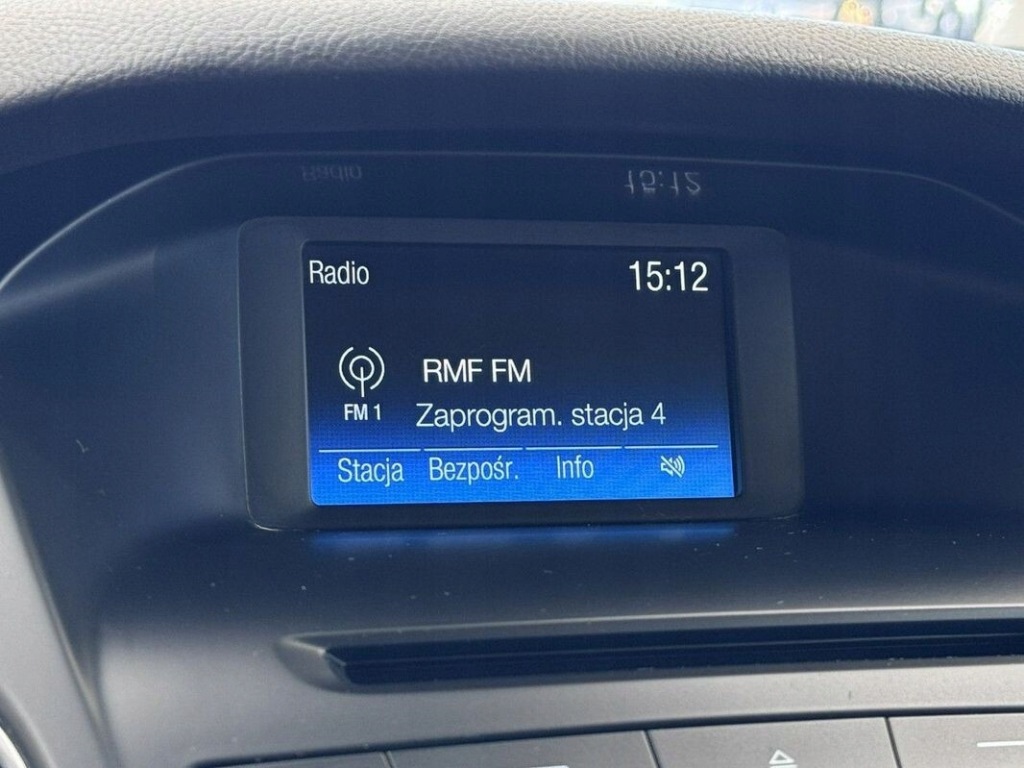 Radio 15:12
RMF FM
FM 1
Zaprogram. stacja 4
Stacja Bezpośr. Info